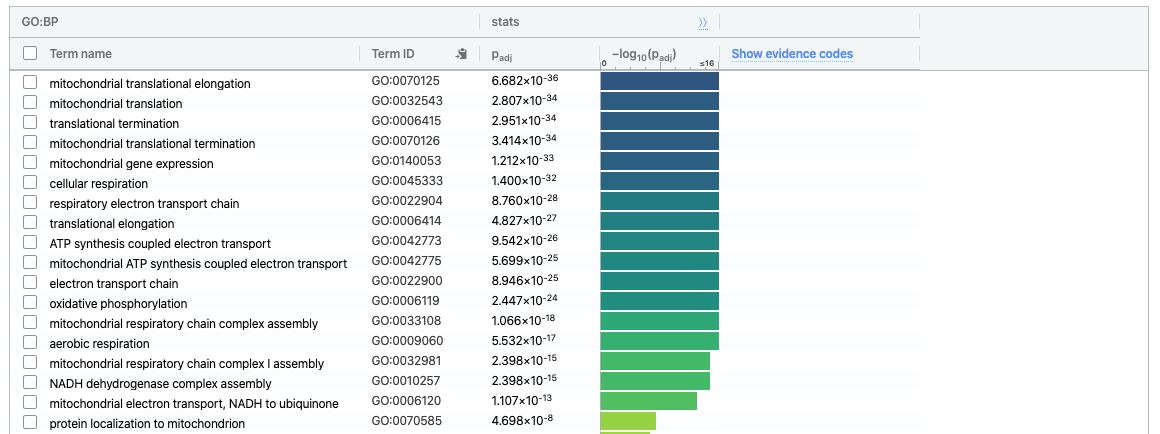 GO:BP stats »
Term name Term ID p_adj −log10(p_adj) Show evidence codes
0 ≤16
mitochondrial translational elongation GO:0070125 6.682×10⁻³⁶
mitochondrial translation GO:0032543 2.807×10⁻³⁴
translational termination GO:0006415 2.951×10⁻³⁴
mitochondrial translational termination GO:0070126 3.414×10⁻³⁴
mitochondrial gene expression GO:0140053 1.212×10⁻³³
cellular respiration GO:0045333 1.400×10⁻³²
respiratory electron transport chain GO:0022904 8.760×10⁻²⁸
translational elongation GO:0006414 4.827×10⁻²⁷
ATP synthesis coupled electron transport GO:0042773 9.542×10⁻²⁶
mitochondrial ATP synthesis coupled electron transport GO:0042775 5.699×10⁻²⁵
electron transport chain GO:0022900 8.946×10⁻²⁵
oxidative phosphorylation GO:0006119 2.447×10⁻²⁴
mitochondrial respiratory chain complex assembly GO:0033108 1.066×10⁻¹⁸
aerobic respiration GO:0009060 5.532×10⁻¹⁷
mitochondrial respiratory chain complex I assembly GO:0032981 2.398×10⁻¹⁵
NADH dehydrogenase complex assembly GO:0010257 2.398×10⁻¹⁵
mitochondrial electron transport, NADH to ubiquinone GO:0006120 1.107×10⁻¹³
protein localization to mitochondrion GO:0070585 4.698×10⁻⁸